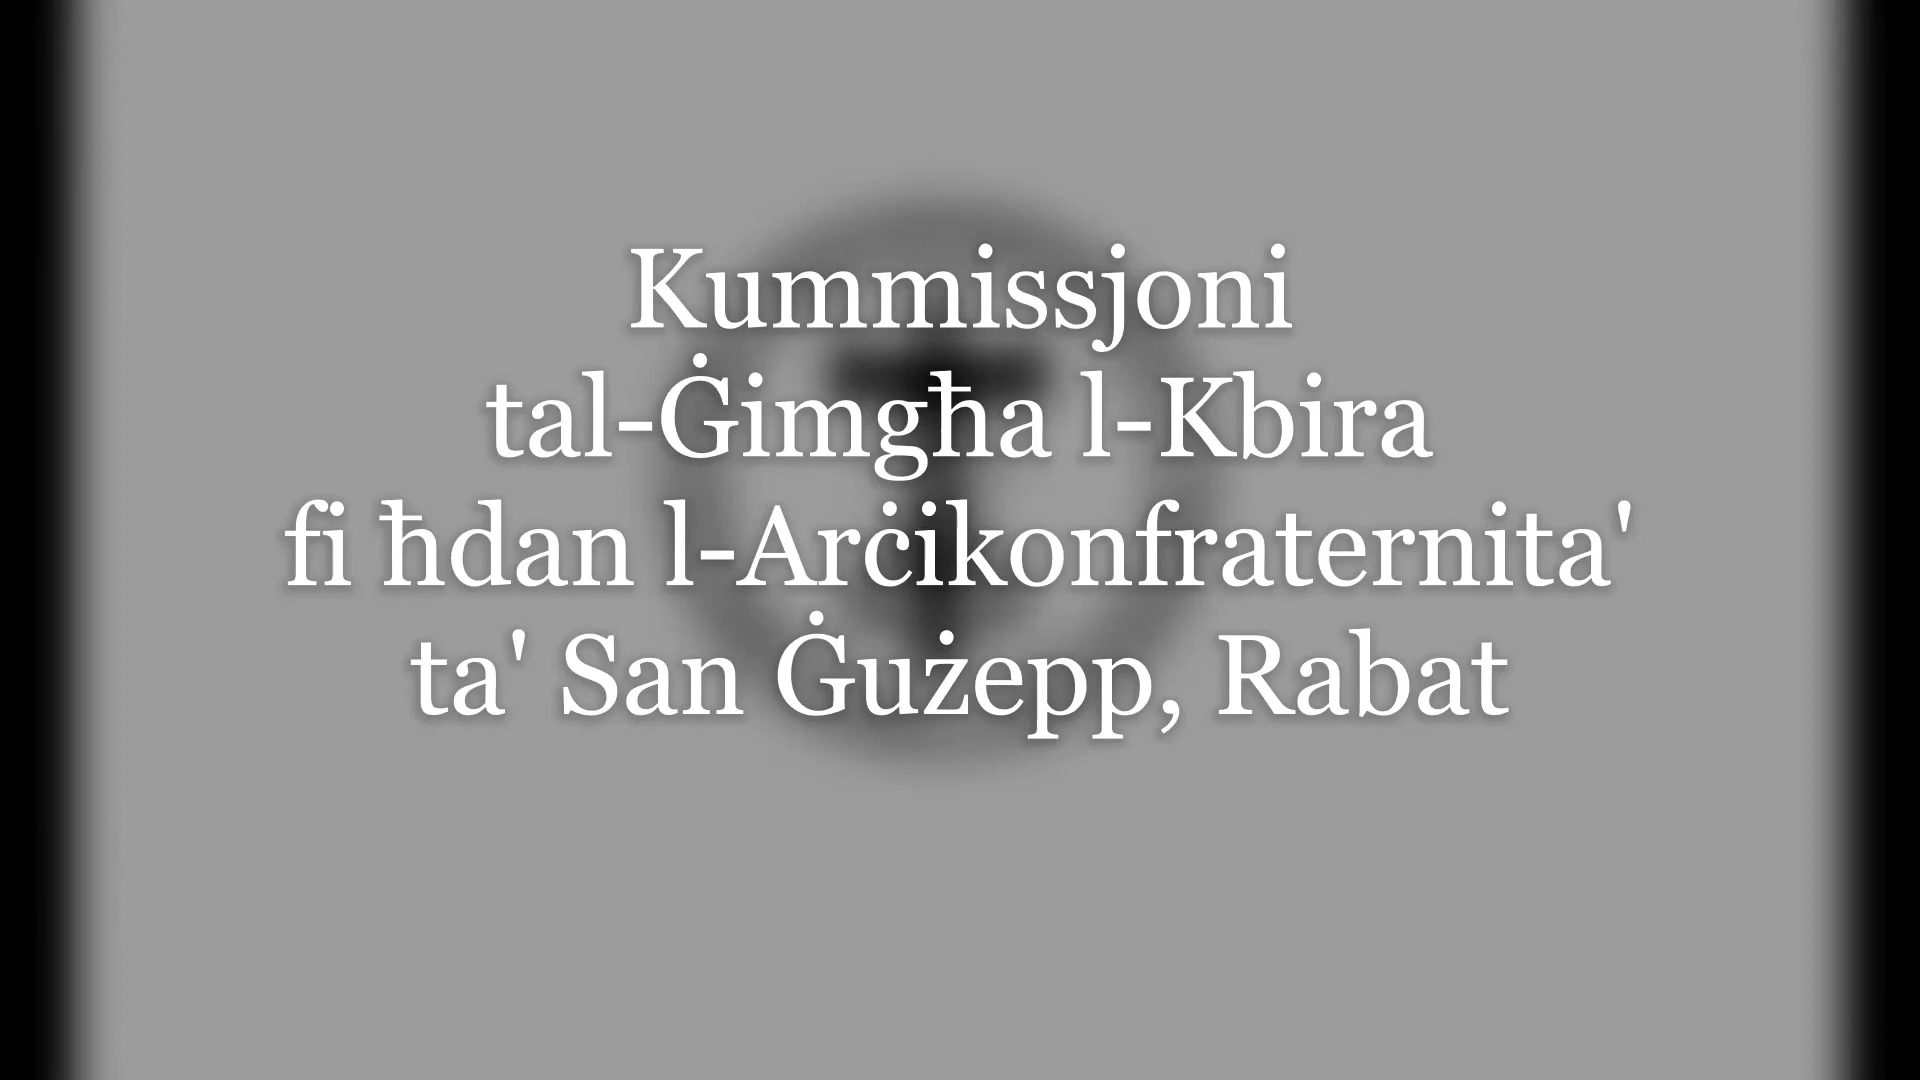 Kummissjoni
tal-Ġimgħa l-Kbira
fi ħdan l-Arċikonfraternita'
ta' San Ġużepp, Rabat